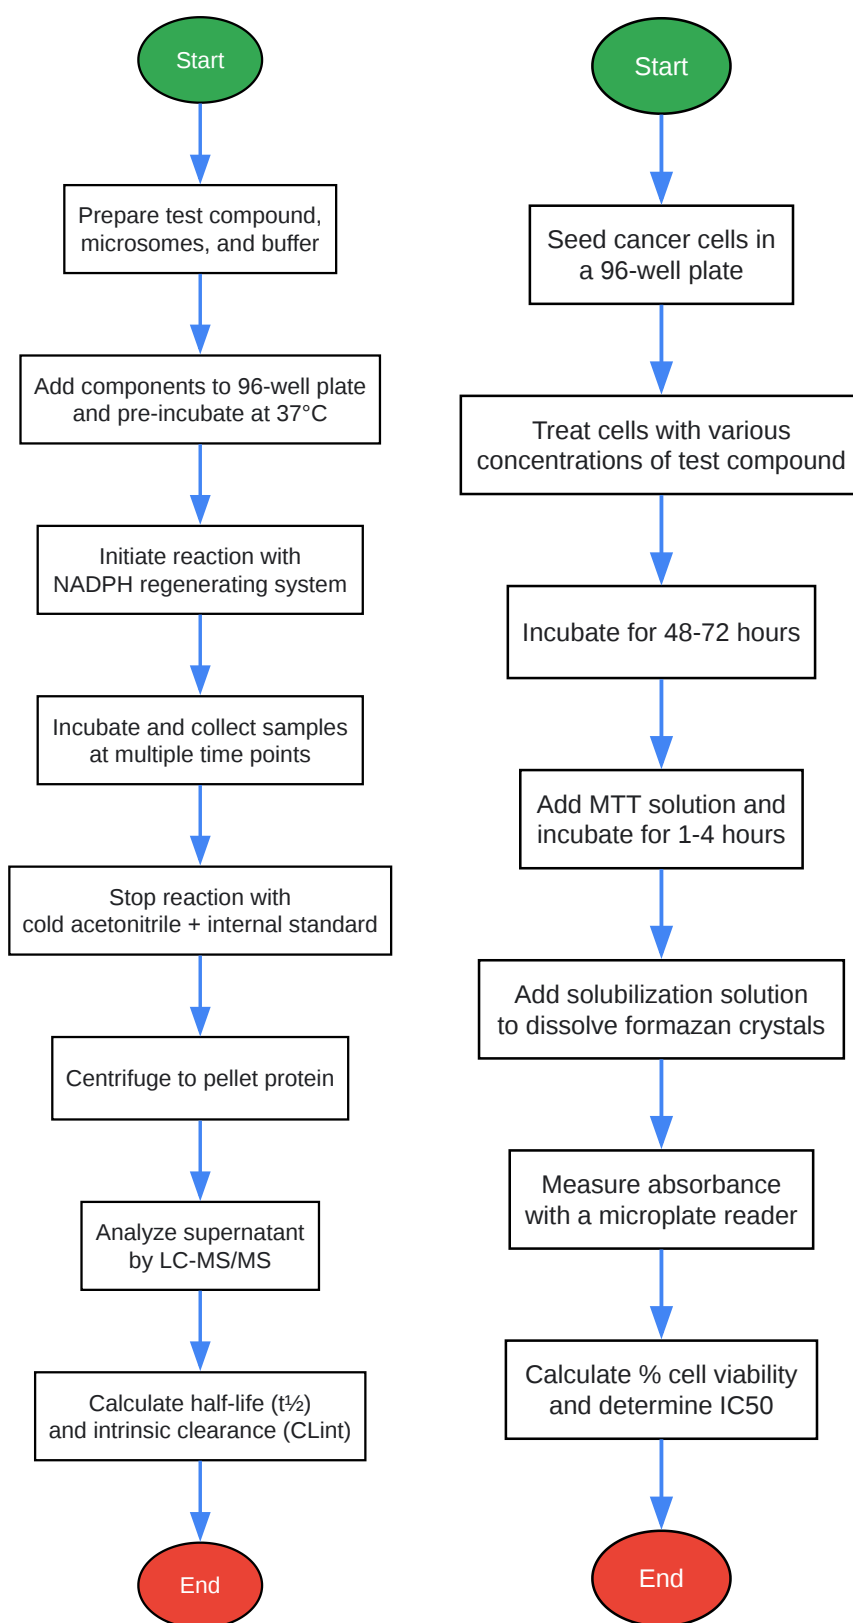 Start
Prepare test compound,
microsomes, and buffer
Add components to 96-well plate
and pre-incubate at 37°C
Initiate reaction with
NADPH regenerating system
Incubate and collect samples
at multiple time points
Stop reaction with
cold acetonitrile + internal standard
Centrifuge to pellet protein
Analyze supernatant
by LC-MS/MS
Calculate half-life (t½)
and intrinsic clearance (CLint)
End
Start
Seed cancer cells in
a 96-well plate
Treat cells with various
concentrations of test compound
Incubate for 48-72 hours
Add MTT solution and
incubate for 1-4 hours
Add solubilization solution
to dissolve formazan crystals
Measure absorbance
with a microplate reader
Calculate % cell viability
and determine IC50
End